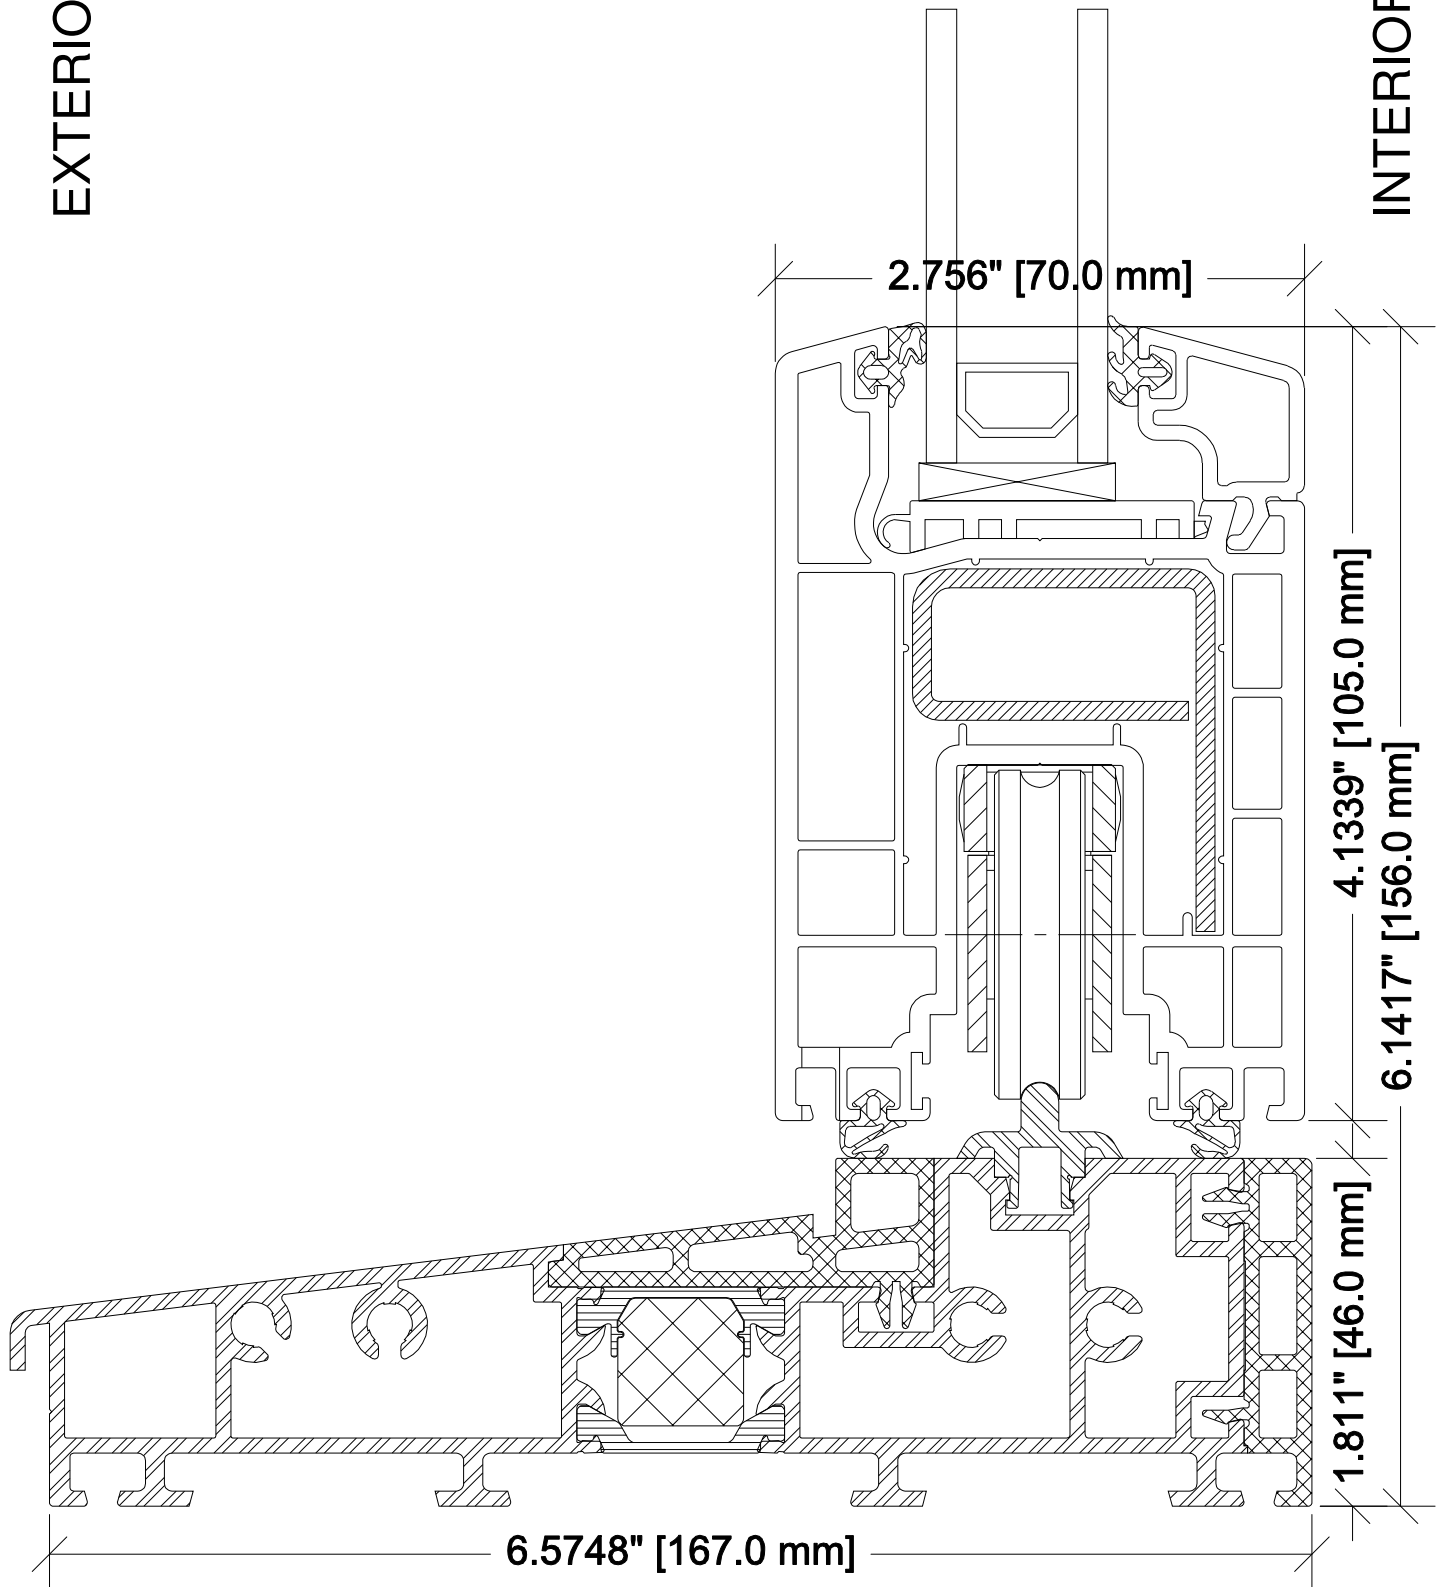 EXTERIO
INTERIOR
2.756" [70.0 mm]
4.1339" [105.0 mm]
6.1417" [156.0 mm]
1.811" [46.0 mm]
6.5748" [167.0 mm]